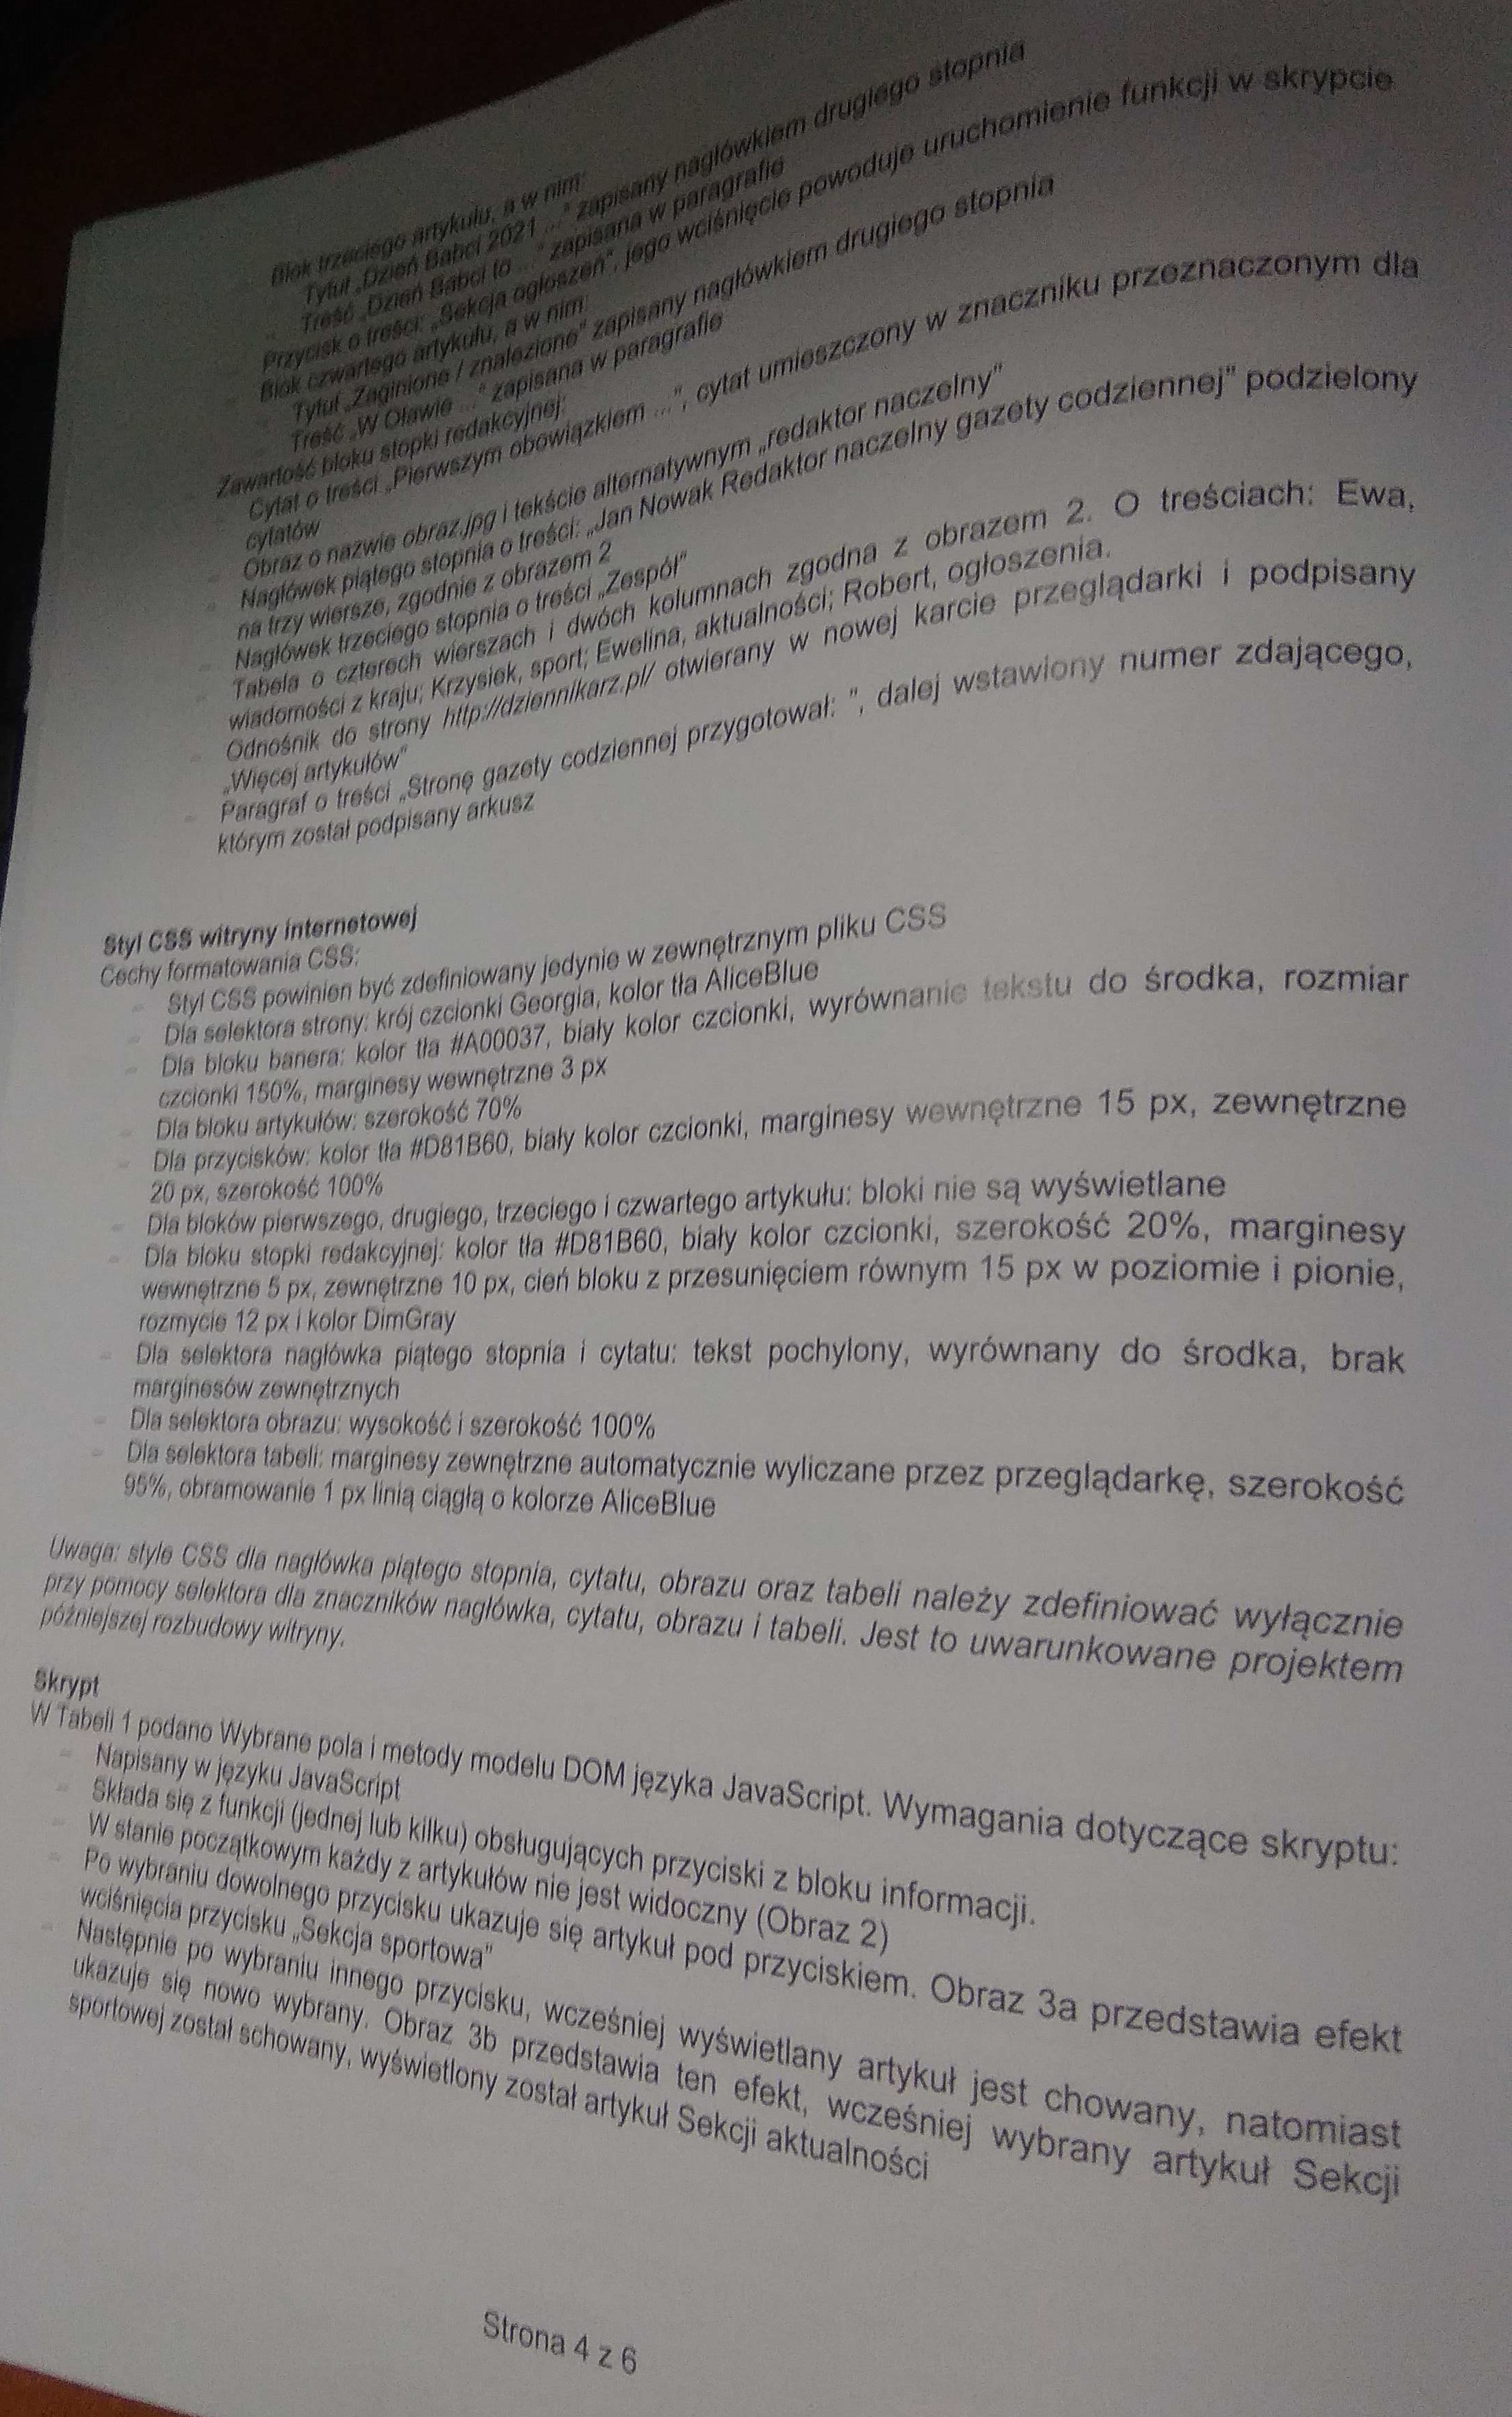 Blok trzeciego artykułu, a w nim:
Tytuł „Dzień Babci 2021 ...” zapisany nagłówkiem drugiego stopnia
Treść „Dzień Babci to ...” zapisana w paragrafie
Przycisk o treści: „Sekcja ogłoszeń”, jego wciśnięcie powoduje uruchomienie funkcji w skrypcie
Blok czwartego artykułu, a w nim:
Tytuł „Zaginione / znalezione” zapisany nagłówkiem drugiego stopnia
Treść „W Oławie ...” zapisana w paragrafie
Zawartość bloku stopki redakcyjnej:
Cytat o treści „Pierwszym obowiązkiem ...”, cytat umieszczony w znaczniku przeznaczonym dla
cytatów
Obraz o nazwie obraz.jpg i tekście alternatywnym „redaktor naczelny”
Nagłówek piątego stopnia o treści: „Jan Nowak Redaktor naczelny gazety codziennej” podzielony
na trzy wiersze, zgodnie z obrazem 2
Nagłówek trzeciego stopnia o treści „Zespół”
Tabela o czterech wierszach i dwóch kolumnach zgodna z obrazem 2. O treściach: Ewa,
wiadomości z kraju; Krzysiek, sport; Ewelina, aktualności; Robert, ogłoszenia.
Odnośnik do strony http://dziennikarz.pl/ otwierany w nowej karcie przeglądarki i podpisany
„Więcej artykułów”
Paragraf o treści „Stronę gazety codziennej przygotował: ”, dalej wstawiony numer zdającego,
którym został podpisany arkusz
Styl CSS witryny internetowej
Cechy formatowania CSS:
- Styl CSS powinien być zdefiniowany jedynie w zewnętrznym pliku CSS
- Dla selektora strony: krój czcionki Georgia, kolor tła AliceBlue
- Dla bloku banera: kolor tła #A00037, biały kolor czcionki, wyrównanie tekstu do środka, rozmiar
czcionki 150%, marginesy wewnętrzne 3 px
- Dla bloku artykułów: szerokość 70%
- Dla przycisków: kolor tła #D81B60, biały kolor czcionki, marginesy wewnętrzne 15 px, zewnętrzne
20 px, szerokość 100%
- Dla bloków pierwszego, drugiego, trzeciego i czwartego artykułu: bloki nie są wyświetlane
- Dla bloku stopki redakcyjnej: kolor tła #D81B60, biały kolor czcionki, szerokość 20%, marginesy
wewnętrzne 5 px, zewnętrzne 10 px, cień bloku z przesunięciem równym 15 px w poziomie i pionie,
rozmycie 12 px i kolor DimGray
- Dla selektora nagłówka piątego stopnia i cytatu: tekst pochylony, wyrównany do środka, brak
marginesów zewnętrznych
- Dla selektora obrazu: wysokość i szerokość 100%
- Dla selektora tabeli: marginesy zewnętrzne automatycznie wyliczane przez przeglądarkę, szerokość
95%, obramowanie 1 px linią ciągłą o kolorze AliceBlue
Uwaga: style CSS dla nagłówka piątego stopnia, cytatu, obrazu oraz tabeli należy zdefiniować wyłącznie
przy pomocy selektora dla znaczników nagłówka, cytatu, obrazu i tabeli. Jest to uwarunkowane projektem
późniejszej rozbudowy witryny.
Skrypt
W Tabeli 1 podano Wybrane pola i metody modelu DOM języka JavaScript. Wymagania dotyczące skryptu:
- Napisany w języku JavaScript
- Składa się z funkcji (jednej lub kilku) obsługujących przyciski z bloku informacji.
- W stanie początkowym każdy z artykułów nie jest widoczny (Obraz 2)
- Po wybraniu dowolnego przycisku ukazuje się artykuł pod przyciskiem. Obraz 3a przedstawia efekt
wciśnięcia przycisku „Sekcja sportowa”
- Następnie po wybraniu innego przycisku, wcześniej wyświetlany artykuł jest chowany, natomiast
ukazuje się nowo wybrany. Obraz 3b przedstawia ten efekt, wcześniej wybrany artykuł Sekcji
sportowej został schowany, wyświetlony został artykuł Sekcji aktualności
Strona 4 z 6